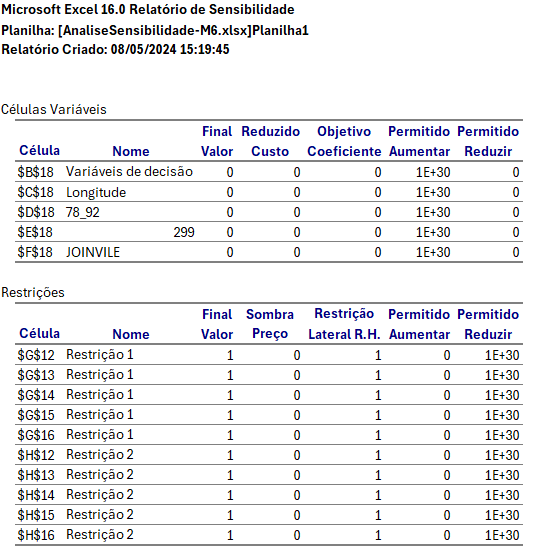 Microsoft Excel 16.0 Relatório de Sensibilidade
Planilha: [AnaliseSensibilidade-M6.xlsx]Planilha1
Relatório Criado: 08/05/2024 15:19:45
Células Variáveis
Final Reduzido Objetivo Permitido Permitido
Célula Nome Valor Custo Coeficiente Aumentar Reduzir
$B$18 Variáveis de decisão 0 0 0 1E+30 0
$C$18 Longitude 0 0 0 1E+30 0
$D$18 78_92 0 0 0 1E+30 0
$E$18 299 0 0 0 1E+30 0
$F$18 JOINVILE 0 0 0 1E+30 0
Restrições
Final Sombra Restrição Permitido Permitido
Célula Nome Valor Preço Lateral R.H. Aumentar Reduzir
$G$12 Restrição 1 1 0 1 0 1E+30
$G$13 Restrição 1 1 0 1 0 1E+30
$G$14 Restrição 1 1 0 1 0 1E+30
$G$15 Restrição 1 1 0 1 0 1E+30
$G$16 Restrição 1 1 0 1 0 1E+30
$H$12 Restrição 2 1 0 1 0 1E+30
$H$13 Restrição 2 1 0 1 0 1E+30
$H$14 Restrição 2 1 0 1 0 1E+30
$H$15 Restrição 2 1 0 1 0 1E+30
$H$16 Restrição 2 1 0 1 0 1E+30